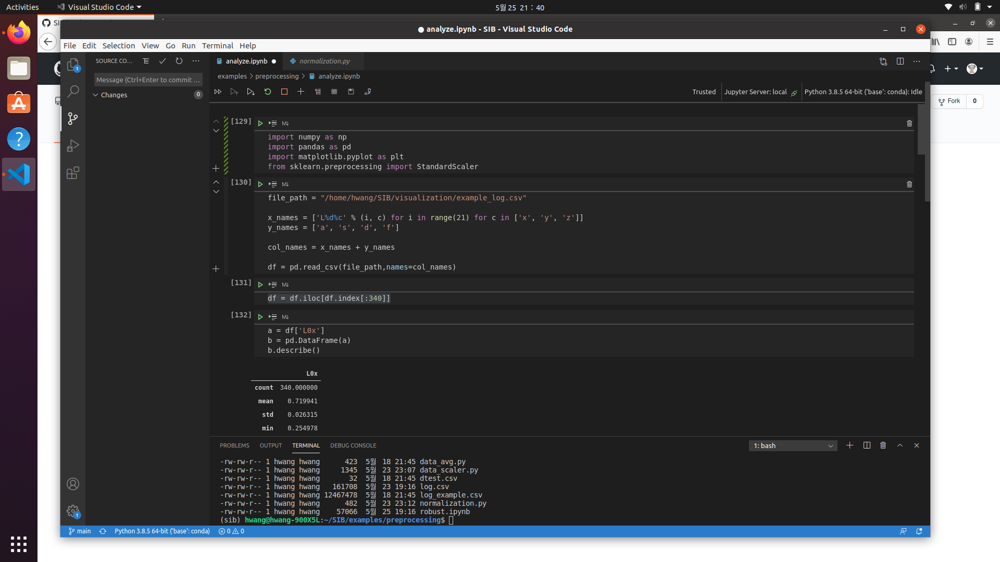 Activities
Visual Studio Code
5월 25 21 : 40
● analyze.ipynb - SIB - Visual Studio Code
File Edit Selection View Go Run Terminal Help
SOURCE CO...
analyze.ipynb
normalization.py
Message (Ctrl+Enter to commit ...
examples > preprocessing > analyze.ipynb
Changes
0
Trusted
Jupyter Server: local
Python 3.8.5 64-bit ('base': conda): Idle
Fork
0
[129]
M↓
import numpy as np
import pandas as pd
import matplotlib.pyplot as plt
from sklearn.preprocessing import StandardScaler
[130]
M↓
file_path = "/home/hwang/SIB/visualization/example_log.csv"
x_names = ['L%d%c' % (i, c) for i in range(21) for c in ['x', 'y', 'z']]
y_names = ['a', 's', 'd', 'f']
col_names = x_names + y_names
df = pd.read_csv(file_path,names=col_names)
[131]
M↓
df = df.iloc[df.index[:340]]
[132]
M↓
a = df['L0x']
b = pd.DataFrame(a)
b.describe()
L0x
count 340.000000
mean 0.719941
std 0.026315
min 0.254978
PROBLEMS OUTPUT TERMINAL DEBUG CONSOLE
1: bash
-rw-rw-r-- 1 hwang hwang 423 5월 18 21:45 data_avg.py
-rw-rw-r-- 1 hwang hwang 1345 5월 23 23:07 data_scaler.py
-rw-rw-r-- 1 hwang hwang 32 5월 18 21:45 dtest.csv
-rw-rw-r-- 1 hwang hwang 161708 5월 23 19:16 log.csv
-rw-rw-r-- 1 hwang hwang 12467478 5월 18 21:45 log_example.csv
-rw-rw-r-- 1 hwang hwang 482 5월 23 23:12 normalization.py
-rw-rw-r-- 1 hwang hwang 57066 5월 25 19:16 robust.ipynb
(sib) hwang@hwang-900X5L:~/SIB/examples/preprocessing$
main
Python 3.8.5 64-bit ('base': conda)
0
0
1
1